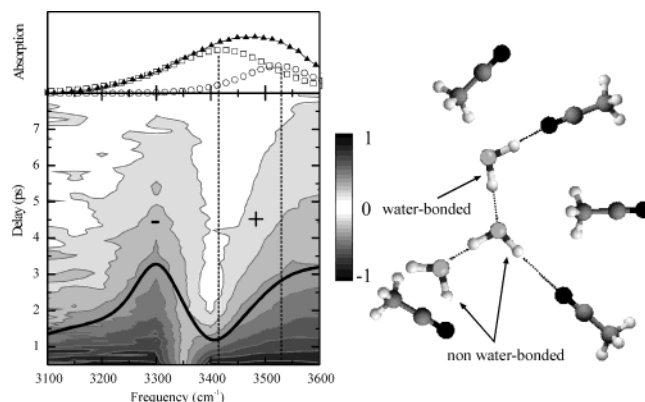 Absorption
Delay (ps)
7
6
5
4
3
2
1
-
+
3100 3200 3300 3400 3500 3600
Frequency (cm⁻¹)
1
0
-1
water-bonded
non water-bonded